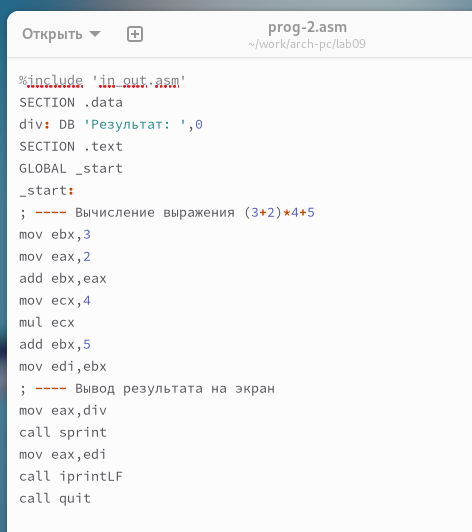 Открыть
prog-2.asm
~/work/arch-pc/lab09
%include 'in_out.asm'
SECTION .data
div: DB 'Результат: ',0
SECTION .text
GLOBAL _start
_start:
; ---- Вычисление выражения (3+2)*4+5
mov ebx,3
mov eax,2
add ebx,eax
mov ecx,4
mul ecx
add ebx,5
mov edi,ebx
; ---- Вывод результата на экран
mov eax,div
call sprint
mov eax,edi
call iprintLF
call quit